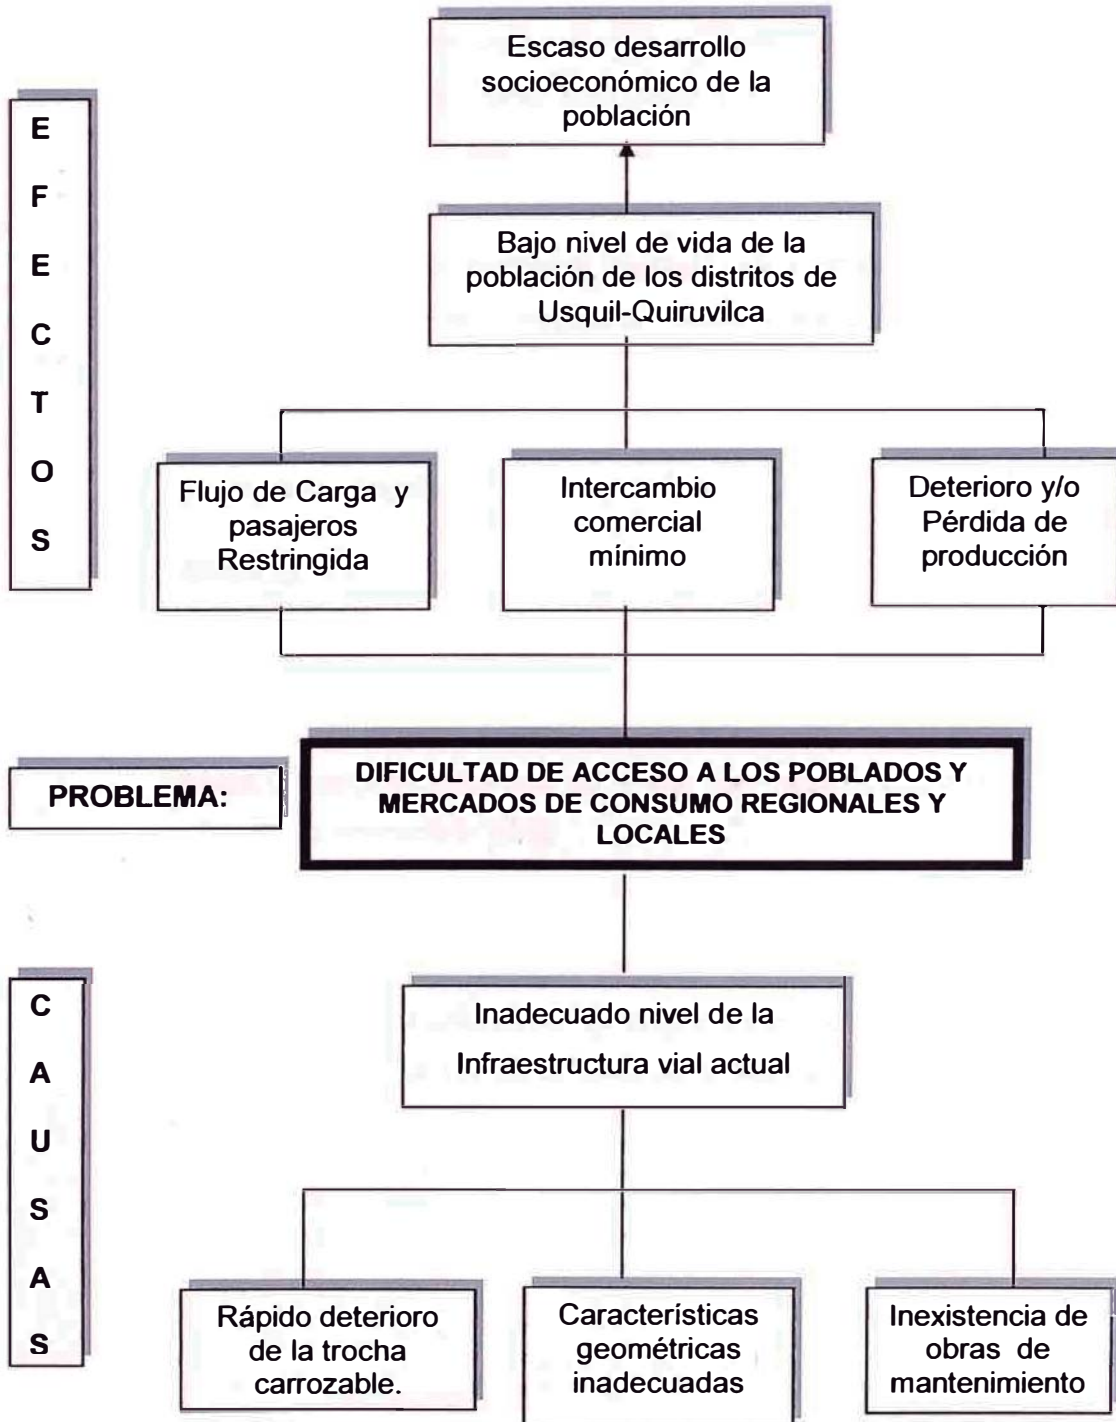 Escaso desarrollo
socioeconómico de la
población
E
F
E
C
T
O
S
Bajo nivel de vida de la
población de los distritos de
Usquil-Quiruvilca
Flujo de Carga y
pasajeros
Restringida
Intercambio
comercial
mínimo
Deterioro y/o
Pérdida de
producción
PROBLEMA:
DIFICULTAD DE ACCESO A LOS POBLADOS Y
MERCADOS DE CONSUMO REGIONALES Y
LOCALES
C
A
U
S
A
S
Inadecuado nivel de la
Infraestructura vial actual
Rápido deterioro
de la trocha
carrozable.
Características
geométricas
inadecuadas
Inexistencia de
obras de
mantenimiento